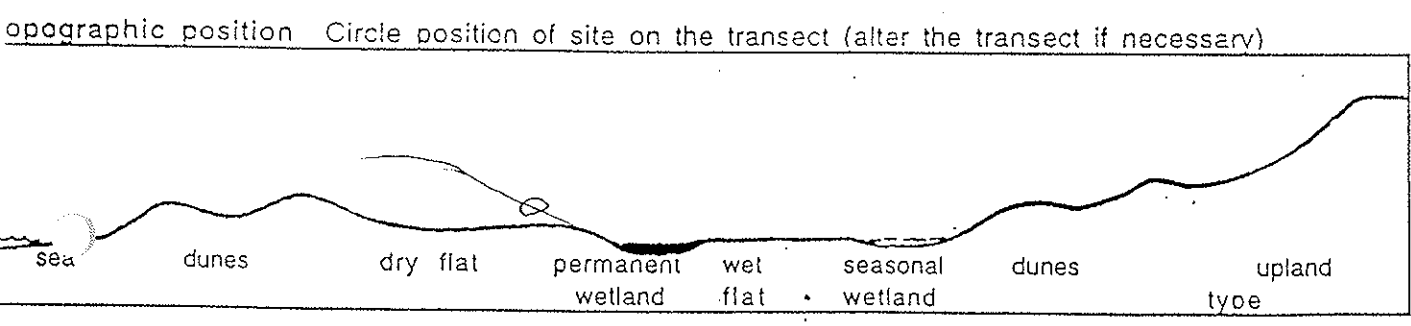 opographic position Circle position of site on the transect (alter the transect if necessary)
sea dunes dry flat permanent wet seasonal dunes upland
wetland flat wetland type